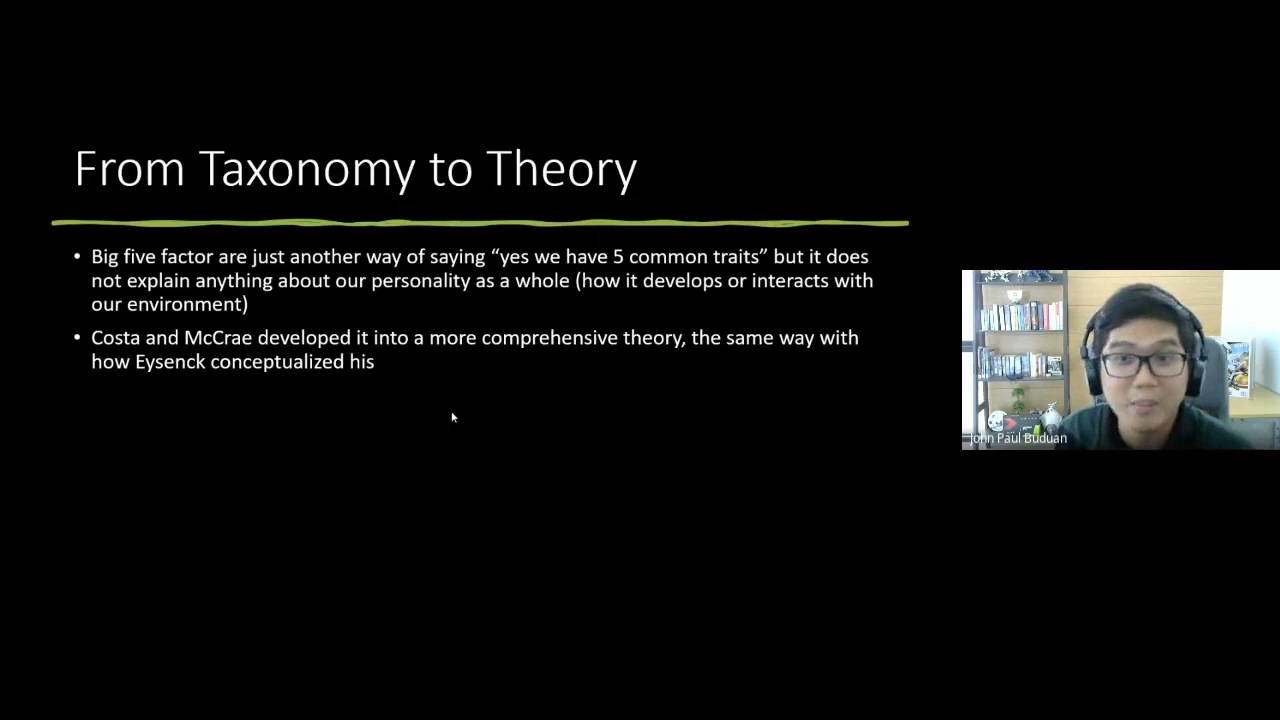 From Taxonomy to Theory
• Big five factor are just another way of saying “yes we have 5 common traits” but it does
not explain anything about our personality as a whole (how it develops or interacts with
our environment)
• Costa and McCrae developed it into a more comprehensive theory, the same way with
how Eysenck conceptualized his
John Paul Buduan